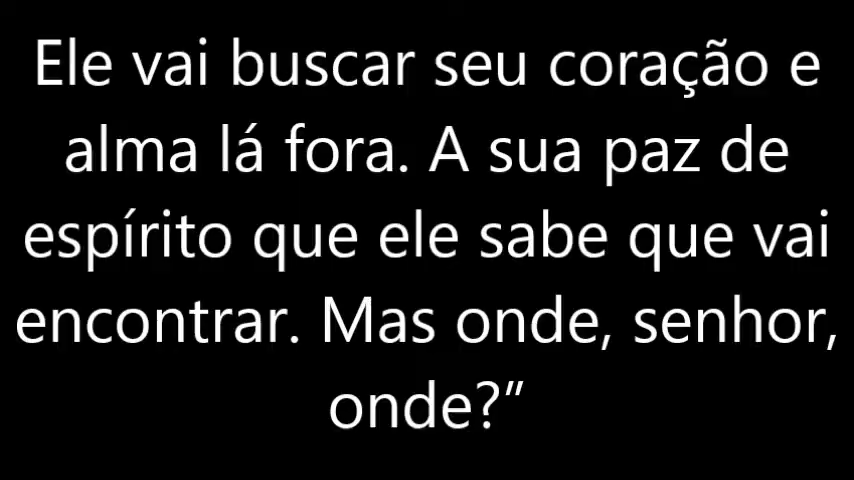 Ele vai buscar seu coração e
alma lá fora. A sua paz de
espírito que ele sabe que vai
encontrar. Mas onde, senhor,
onde?”